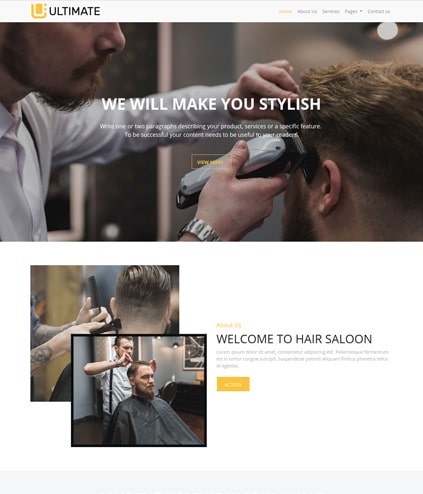 ULTIMATE
Home About Us Services Pages Contact us
WE WILL MAKE YOU STYLISH
Write one or two paragraphs describing your product, services or a specific feature.
To be successful your content needs to be useful to your readers.
VIEW MORE
About Us
WELCOME TO HAIR SALOON
Lorem ipsum dolor sit amet, consectetur adipiscing elit. Pellentesque fermentum
est in tortor congue suscipit. Suspendisse potenti. Aliquam finibus pharetra tellus
id egestas.
ACTION